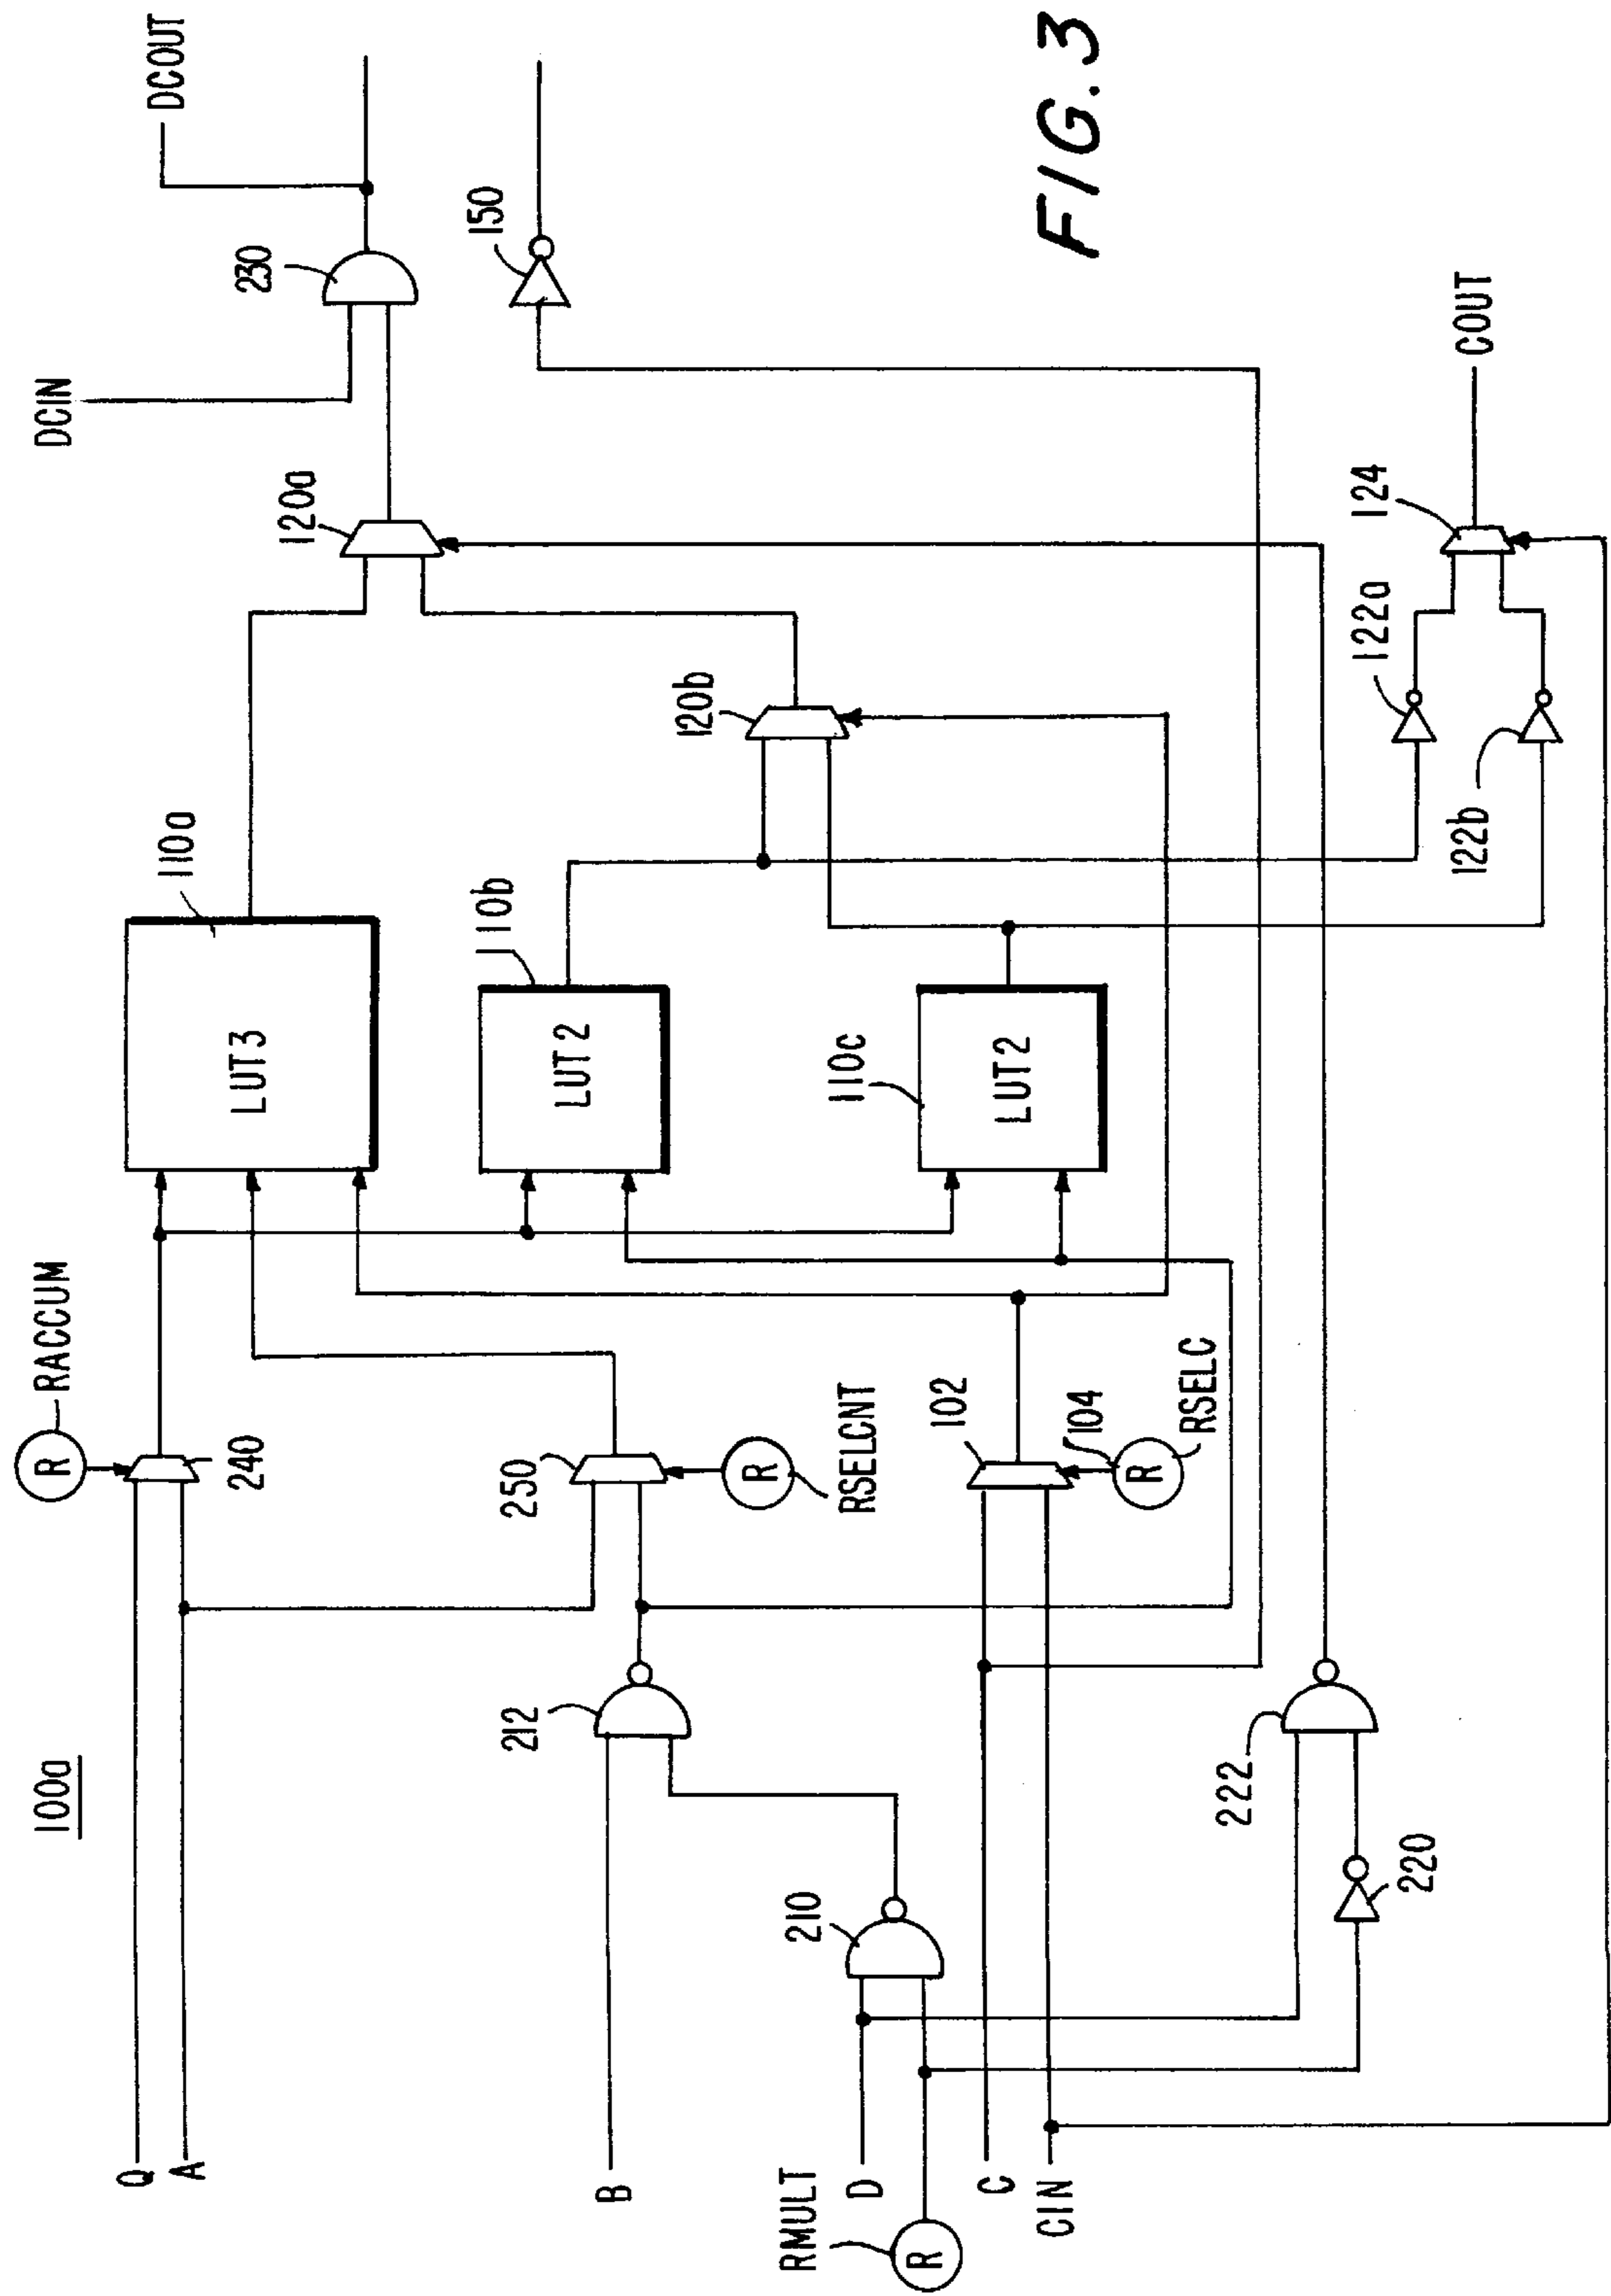 100a
Q
A
B
RMULT
R
D
C
CIN
R
RACCUM
240
250
R
RSELCNT
212
210
102
104
R
RSELC
222
220
LUT3
110a
LUT2
110b
LUT2
110c
120a
120b
122a
122b
124
COUT
DCIN
230
DCOUT
150
FIG. 3